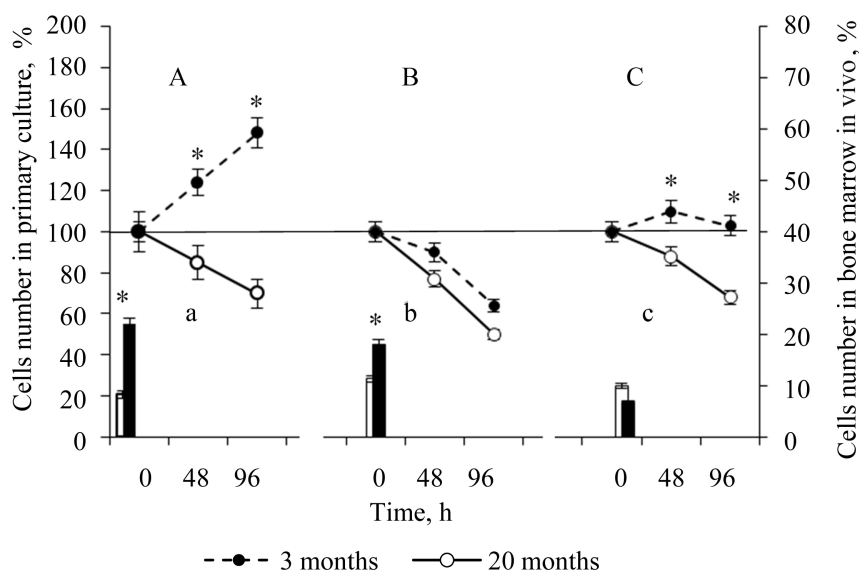 Cells number in primary culture, %
200
180
160
140
120
100
80
60
40
20
0
A
B
C
*
*
*
*
a
b
c
*
*
80
70
60
50
40
30
20
10
0
Cells number in bone marrow in vivo, %
0 48 96
0 48 96
0 48 96
Time, h
3 months
20 months